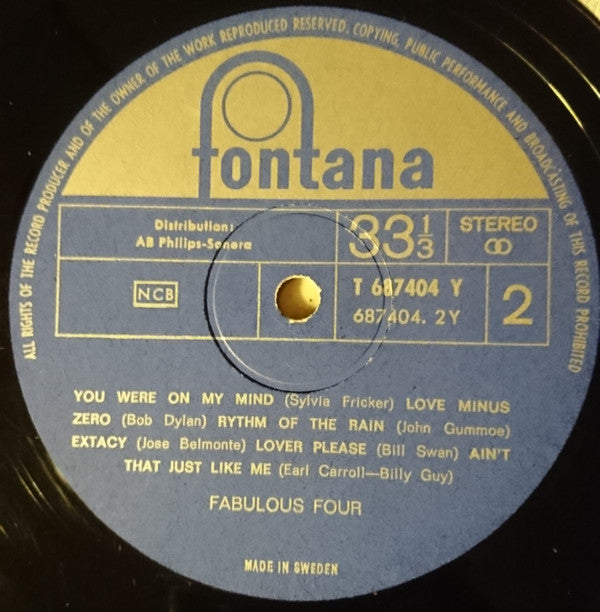 ALL RIGHTS OF THE RECORD PRODUCER AND OF THE OWNER OF THE WORK REPRODUCED RESERVED. COPYING, PUBLIC PERFORMANCE AND BROADCASTING OF THIS RECORD PROHIBITED
fontana
Distribution:
AB Philips-Sonora
33⅓
STEREO
NCB
T 687404 Y
687404. 2Y
2
YOU WERE ON MY MIND (Sylvia Fricker) LOVE MINUS
ZERO (Bob Dylan) RYTHM OF THE RAIN (John Gummoe)
EXTACY (Jose Belmonte) LOVER PLEASE (Bill Swan) AIN'T
THAT JUST LIKE ME (Earl Carroll—Billy Guy)
FABULOUS FOUR
MADE IN SWEDEN